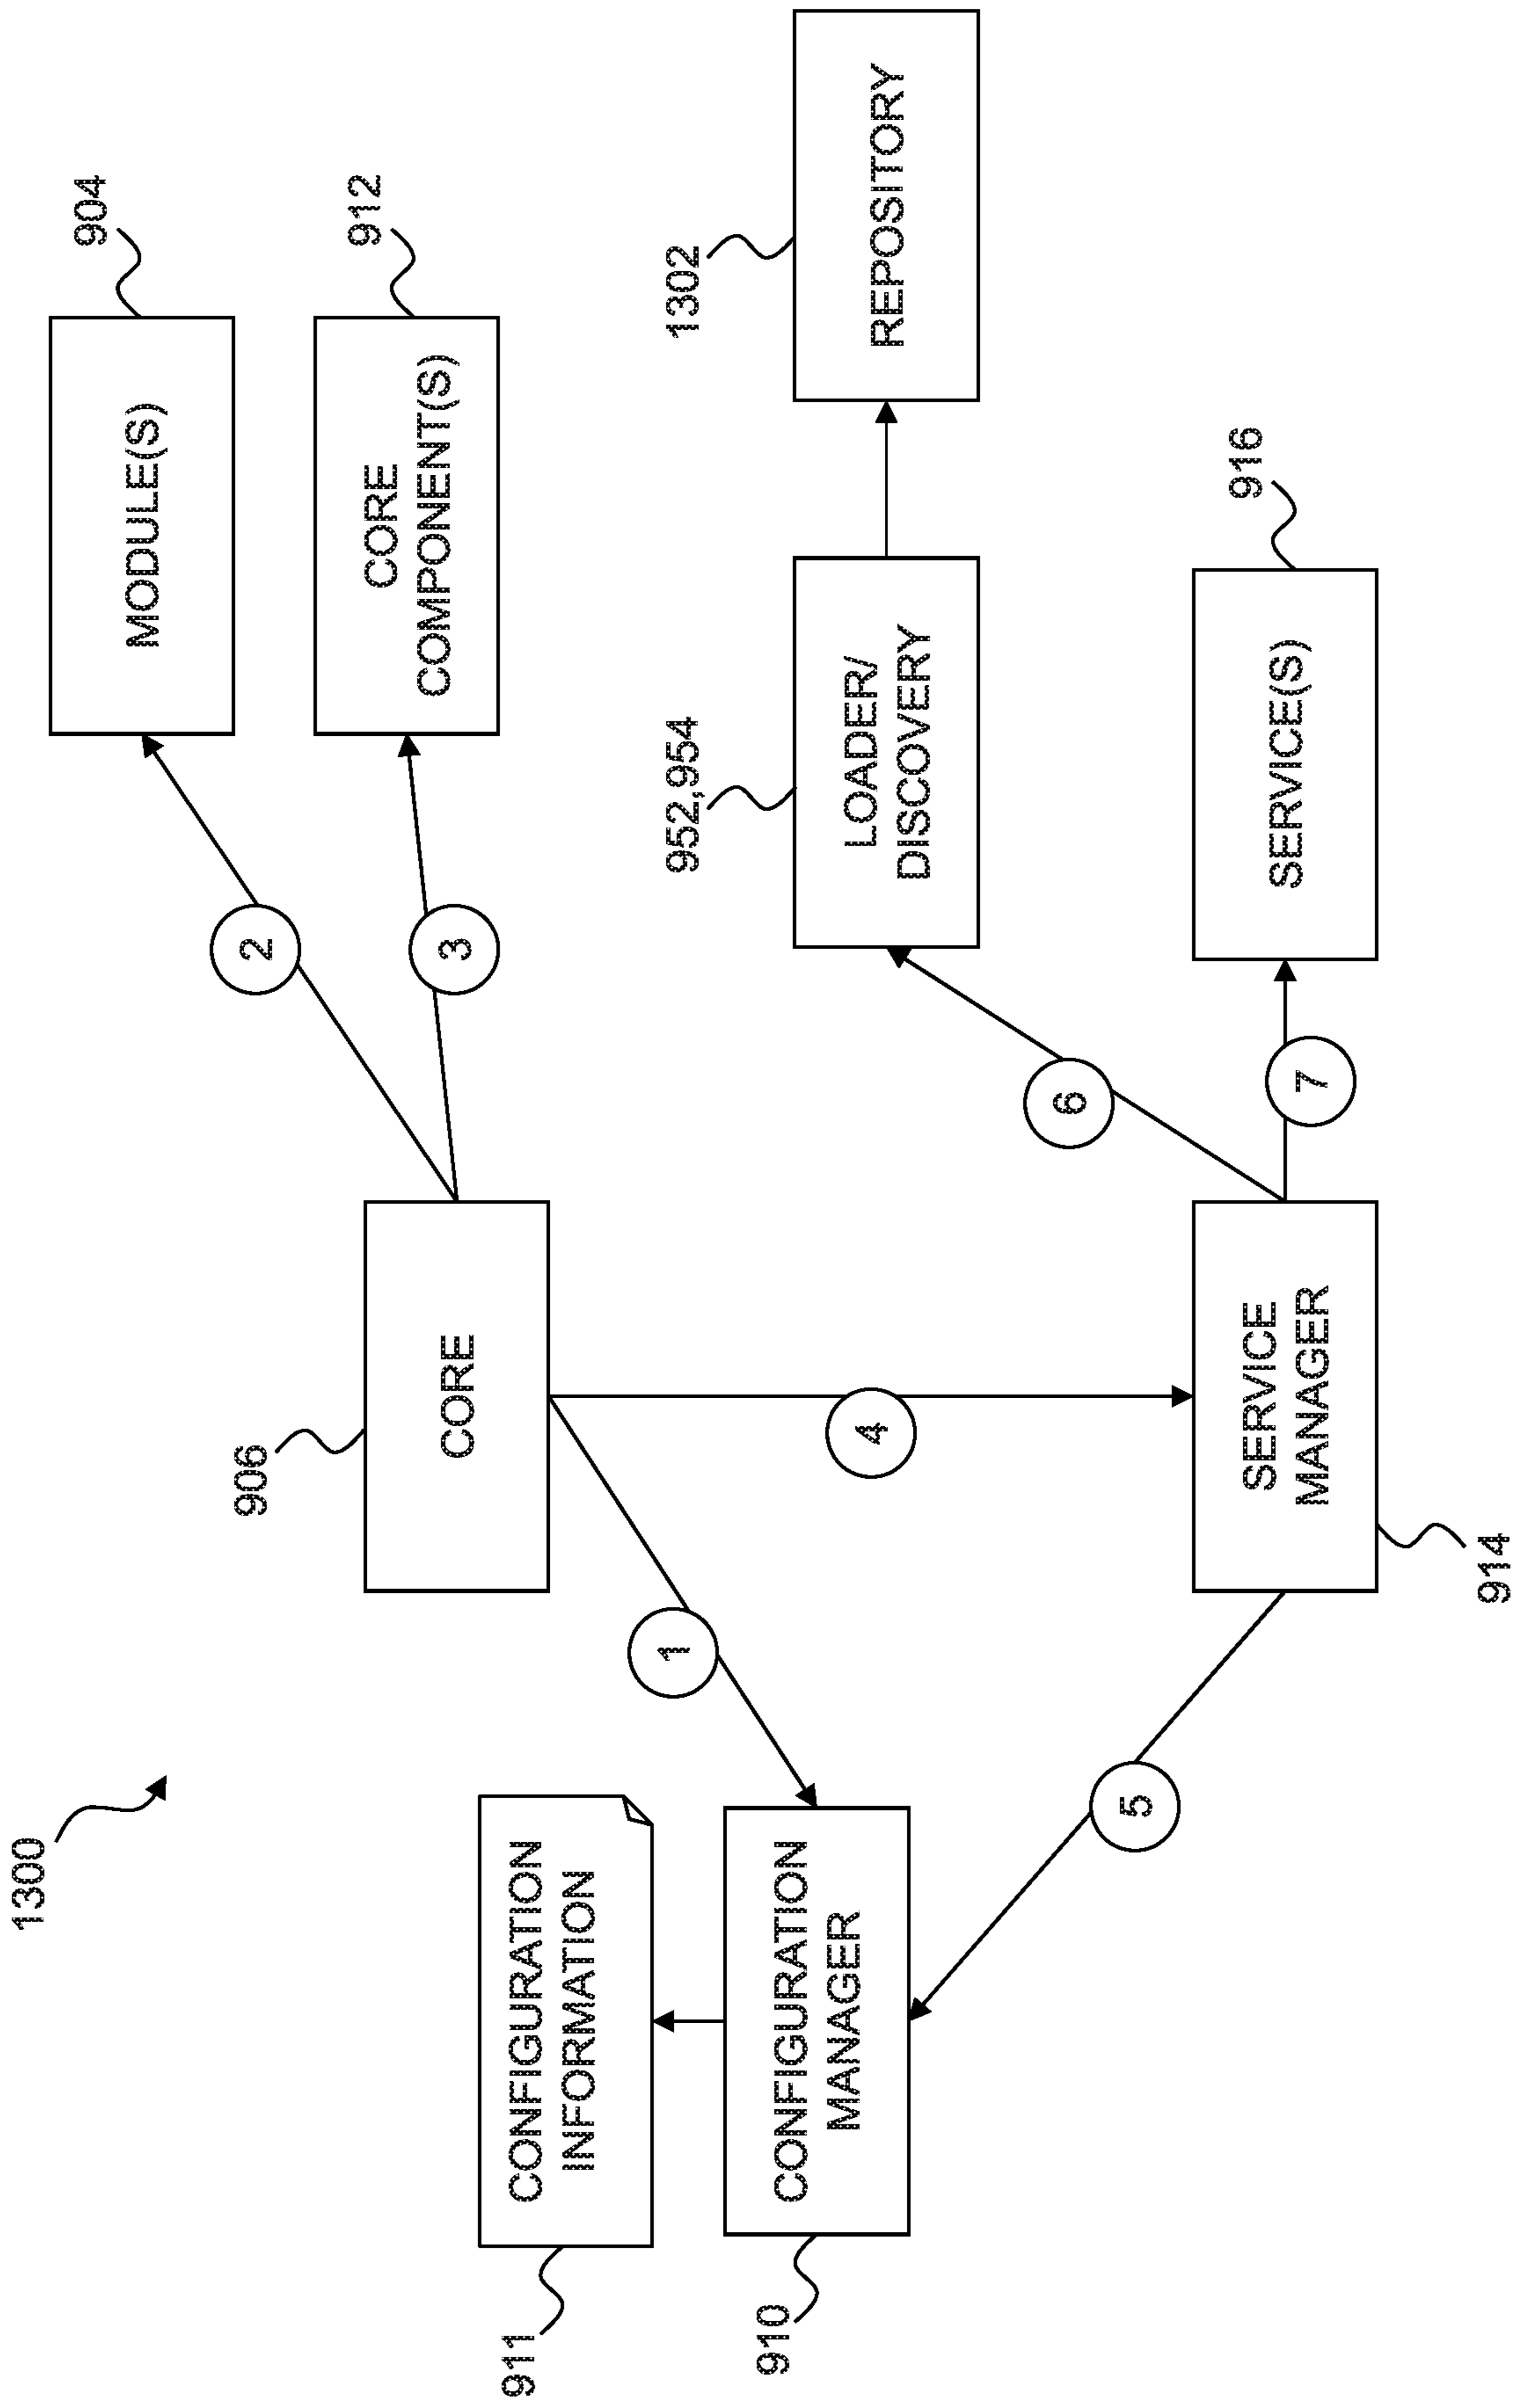 1300
904
MODULE(S)
912
CORE
COMPONENT(S)
2
3
906
CORE
1302
REPOSITORY
952,954
LOADER/
DISCOVERY
911
CONFIGURATION
INFORMATION
1
4
6
910
CONFIGURATION
MANAGER
5
914
SERVICE
MANAGER
7
916
SERVICE(S)